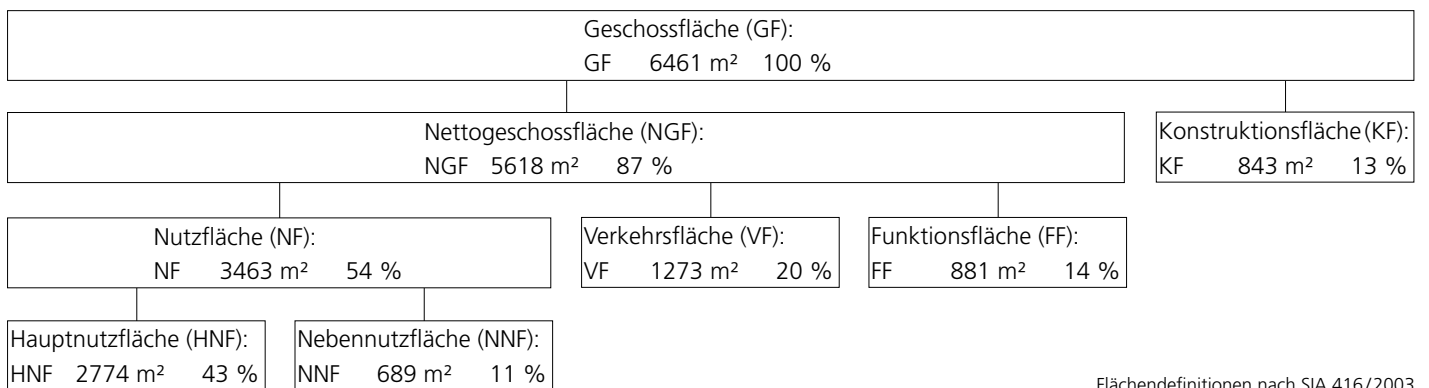 Geschossfläche (GF):
GF 6461 m² 100 %
Nettogeschossfläche (NGF):
NGF 5618 m² 87 %
Konstruktionsfläche (KF):
KF 843 m² 13 %
Nutzfläche (NF):
NF 3463 m² 54 %
Verkehrsfläche (VF):
VF 1273 m² 20 %
Funktionsfläche (FF):
FF 881 m² 14 %
Hauptnutzfläche (HNF):
HNF 2774 m² 43 %
Nebennutzfläche (NNF):
NNF 689 m² 11 %
Flächendefinitionen nach SIA 416/2003